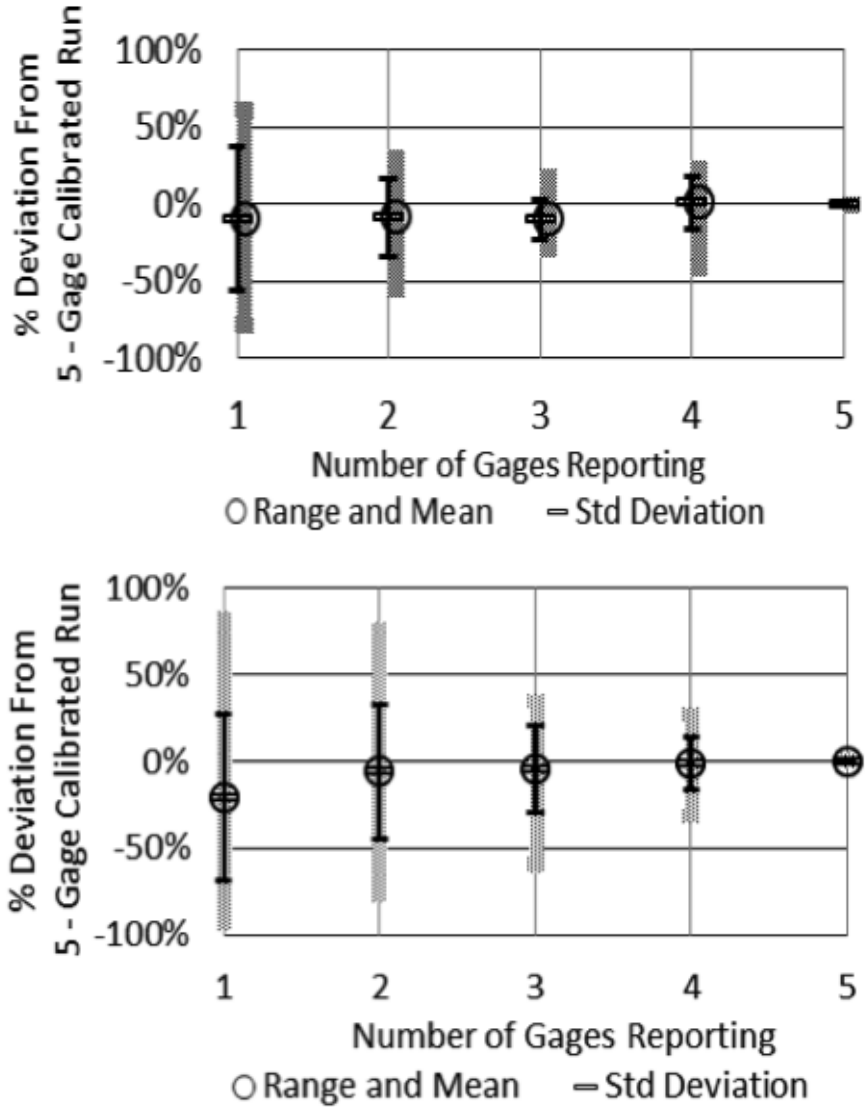 % Deviation From
5 - Gage Calibrated Run
100%
50%
0%
-50%
-100%
1 2 3 4 5
Number of Gages Reporting
Range and Mean Std Deviation
% Deviation From
5 - Gage Calibrated Run
100%
50%
0%
-50%
-100%
1 2 3 4 5
Number of Gages Reporting
Range and Mean Std Deviation